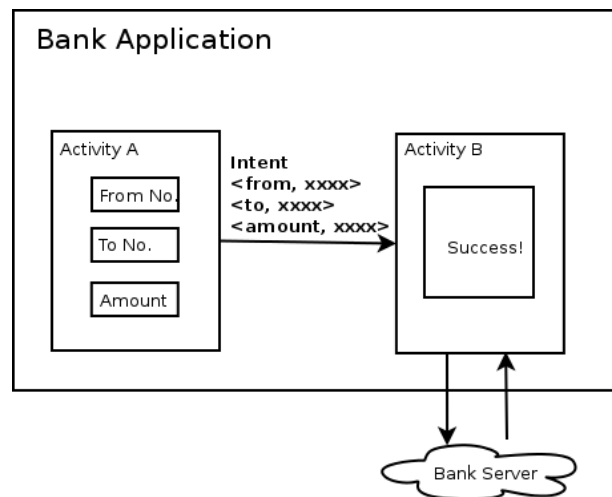 Bank Application
Activity A
From No.
To No.
Amount
Intent
<from, xxxx>
<to, xxxx>
<amount, xxxx>
Activity B
Success!
Bank Server